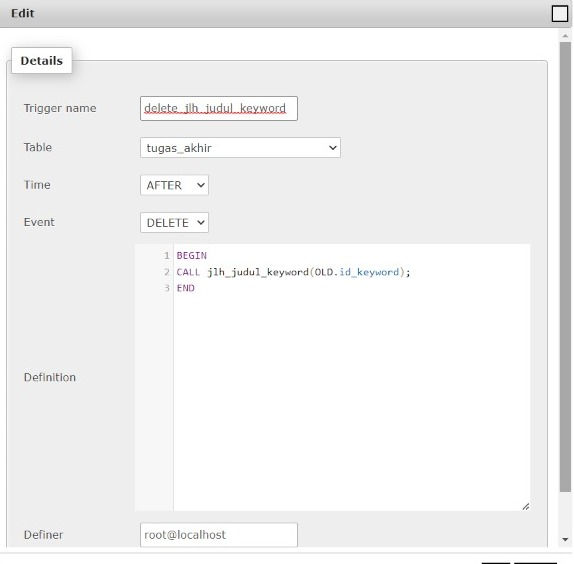 Edit
Details
Trigger name delete_jlh_judul_keyword
Table tugas_akhir
Time AFTER
Event DELETE
1 BEGIN
2 CALL jlh_judul_keyword(OLD.id_keyword);
3 END
Definition
Definer root@localhost